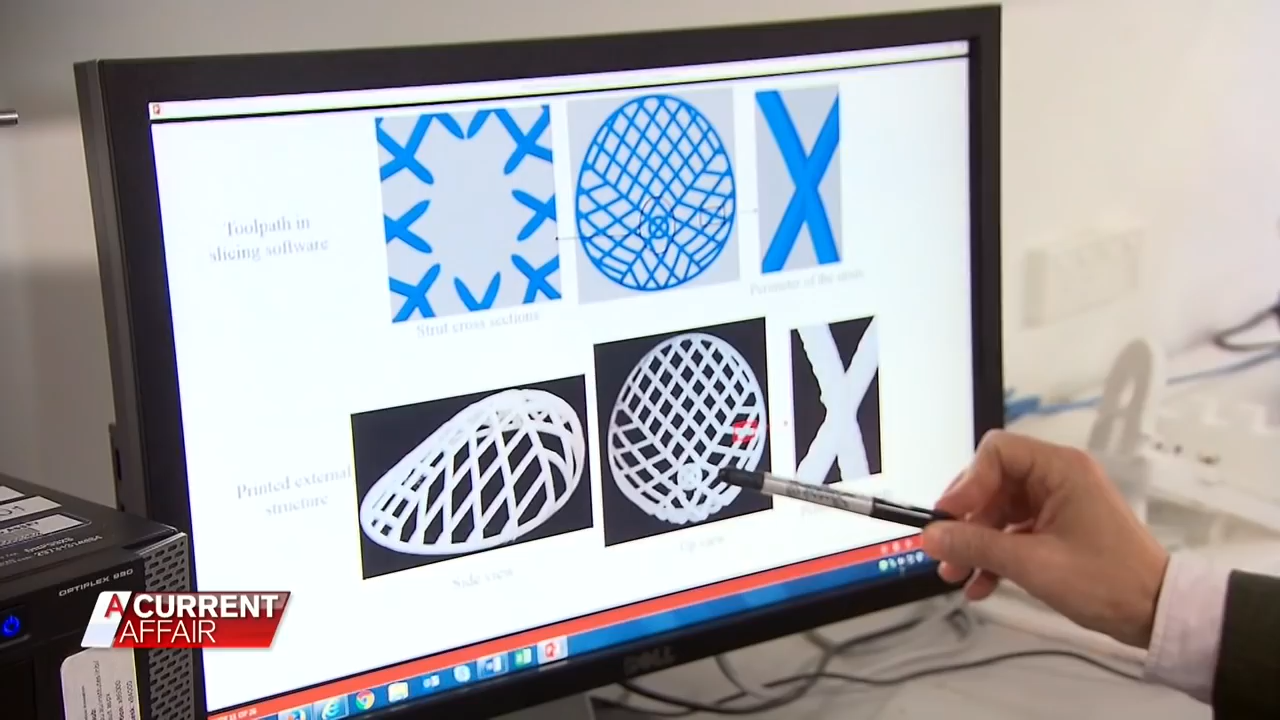 Toolpath in
slicing software
Strut cross sections
Perimeter of the struts
Printed external
structure
Side view
Top view
OPTIPLEX 990
DELL
A CURRENT
AFFAIR